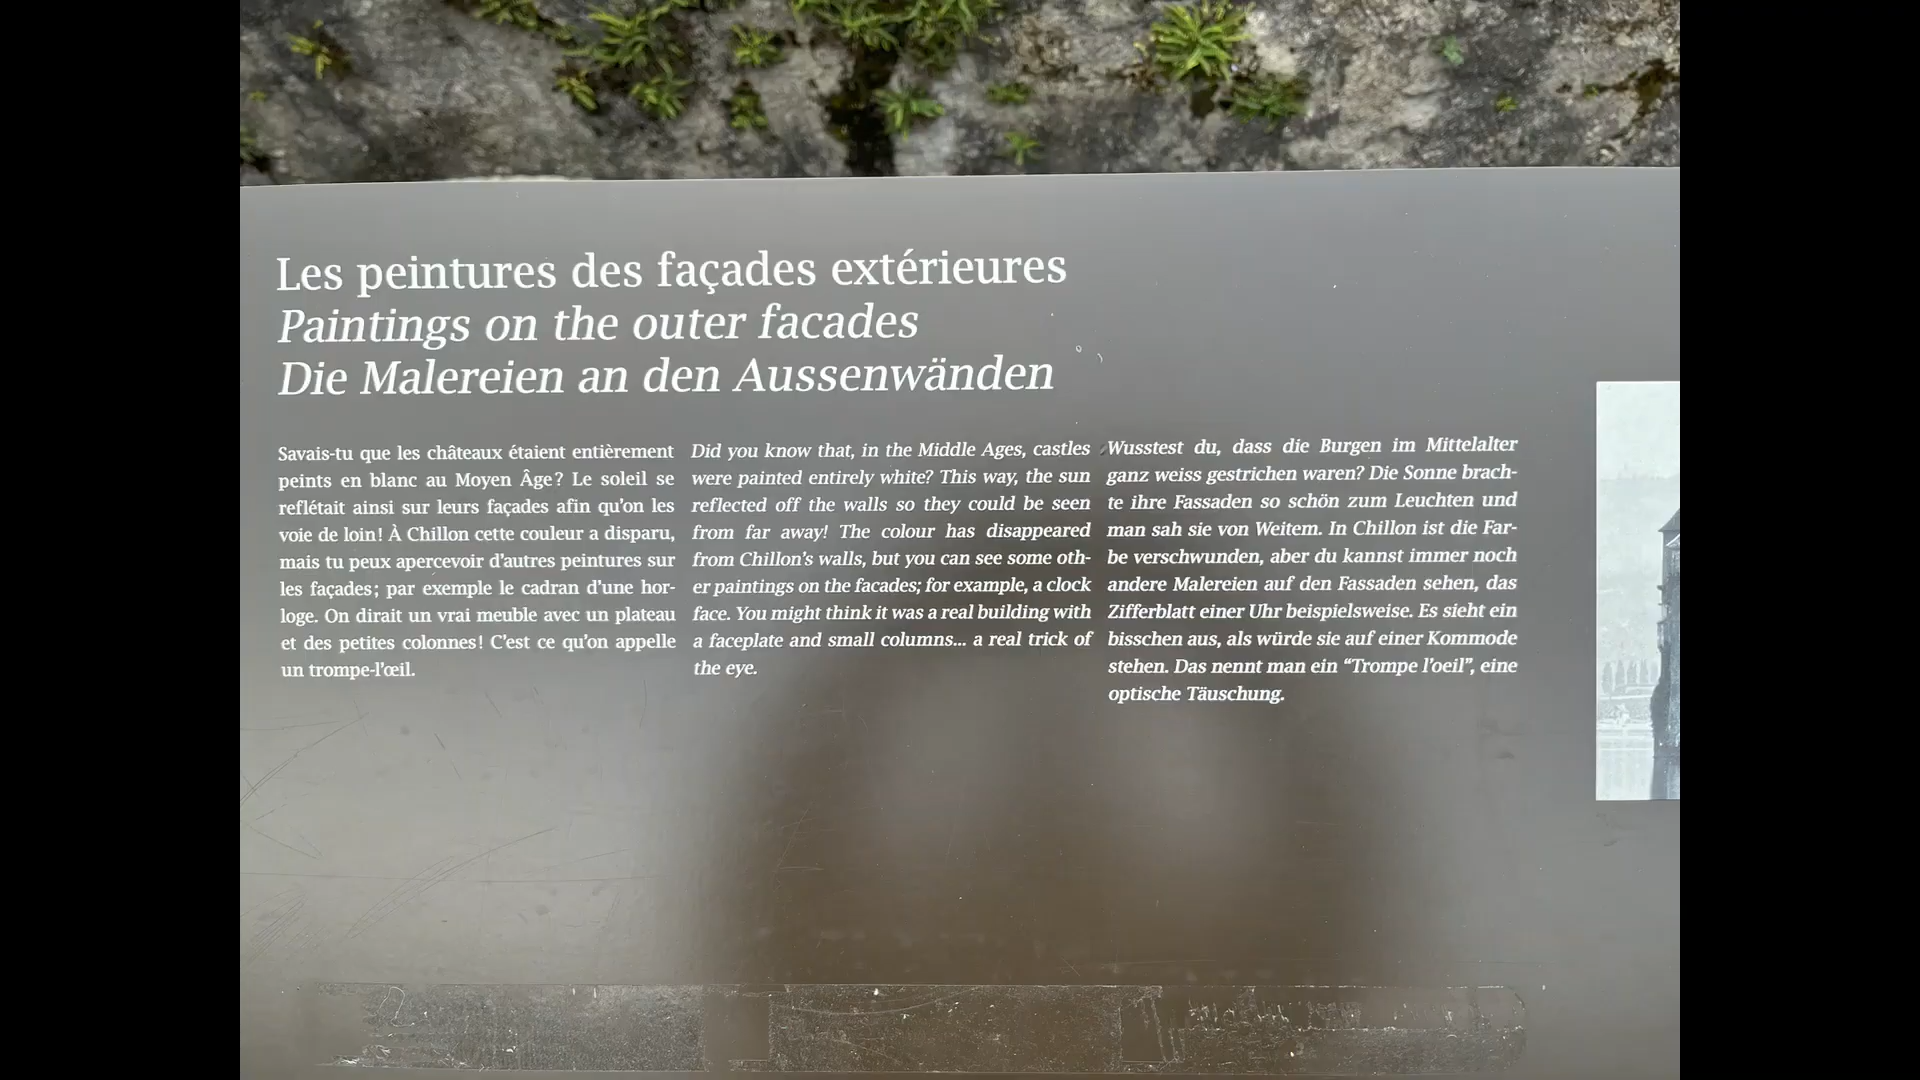 Les peintures des façades extérieures
Paintings on the outer facades
Die Malereien an den Aussenwänden
Savais-tu que les châteaux étaient entièrement
peints en blanc au Moyen Âge? Le soleil se
reflétait ainsi sur leurs façades afin qu'on les
voie de loin! À Chillon cette couleur a disparu,
mais tu peux apercevoir d'autres peintures sur
les façades; par exemple le cadran d'une hor-
loge. On dirait un vrai meuble avec un plateau
et des petites colonnes! C'est ce qu'on appelle
un trompe-l'œil.
Did you know that, in the Middle Ages, castles
were painted entirely white? This way, the sun
reflected off the walls so they could be seen
from far away! The colour has disappeared
from Chillon's walls, but you can see some oth-
er paintings on the facades; for example, a clock
face. You might think it was a real building with
a faceplate and small columns... a real trick of
the eye.
Wusstest du, dass die Burgen im Mittelalter
ganz weiss gestrichen waren? Die Sonne brach-
te ihre Fassaden so schön zum Leuchten und
man sah sie von Weitem. In Chillon ist die Far-
be verschwunden, aber du kannst immer noch
andere Malereien auf den Fassaden sehen, das
Zifferblatt einer Uhr beispielsweise. Es sieht ein
bisschen aus, als würde sie auf einer Kommode
stehen. Das nennt man ein "Trompe l'oeil", eine
optische Täuschung.